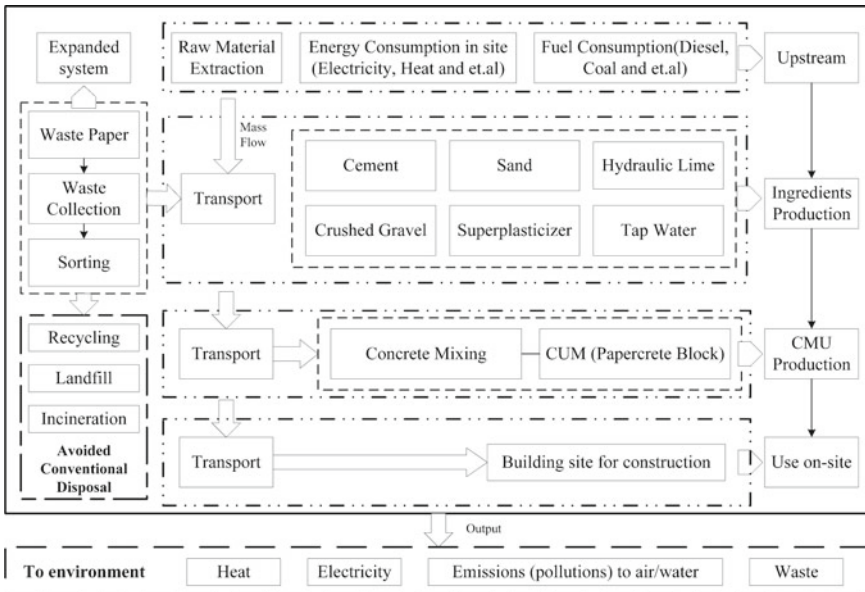 Expanded
system
Raw Material
Extraction
Energy Consumption in site
(Electricity, Heat and et.al)
Fuel Consumption(Diesel,
Coal and et.al)
Upstream
Waste Paper
Waste
Collection
Sorting
Mass
Flow
Transport
Cement
Sand
Hydraulic Lime
Crushed Gravel
Superplasticizer
Tap Water
Ingredients
Production
Recycling
Landfill
Incineration
Avoided
Conventional
Disposal
Transport
Concrete Mixing
CUM (Papercrete Block)
CMU
Production
Transport
Building site for construction
Use on-site
Output
To environment
Heat
Electricity
Emissions (pollutions) to air/water
Waste